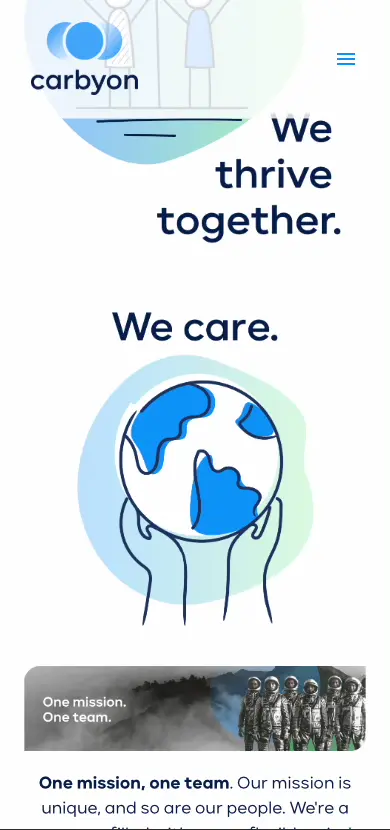 carbyon
We
thrive
together.
We care.
One mission.
One team.
One mission, one team. Our mission is
unique, and so are our people. We're a